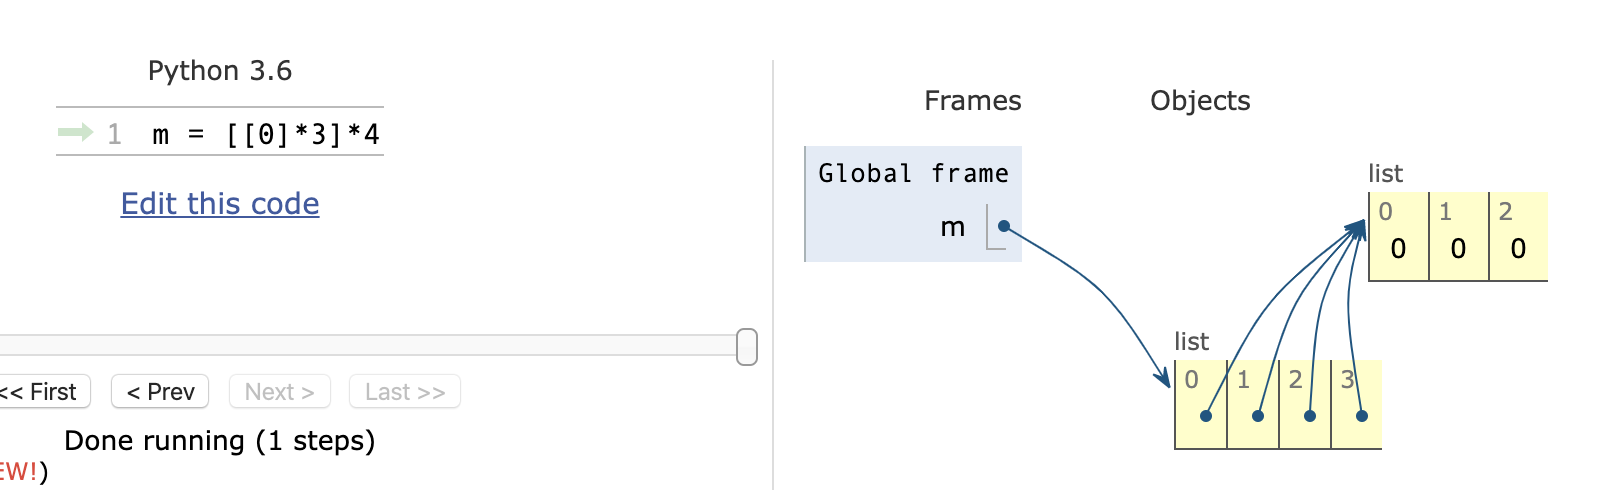 Python 3.6
1 m = [[0]*3]*4
Edit this code
<< First < Prev Next > Last >>
Done running (1 steps)
EW!)
Frames Objects
Global frame
m
list
0 1 2
0 0 0
list
0 1 2 3